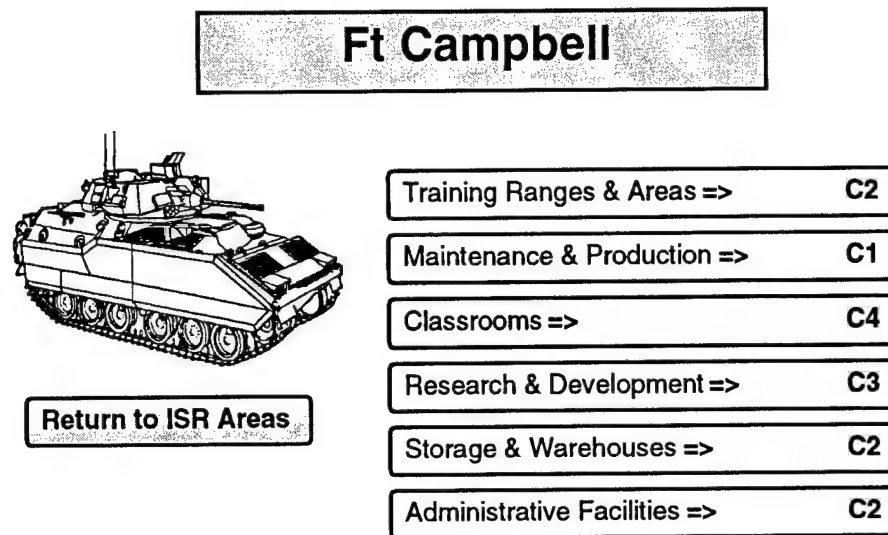 Ft Campbell
Training Ranges & Areas => C2
Maintenance & Production => C1
Classrooms => C4
Research & Development => C3
Return to ISR Areas
Storage & Warehouses => C2
Administrative Facilities => C2